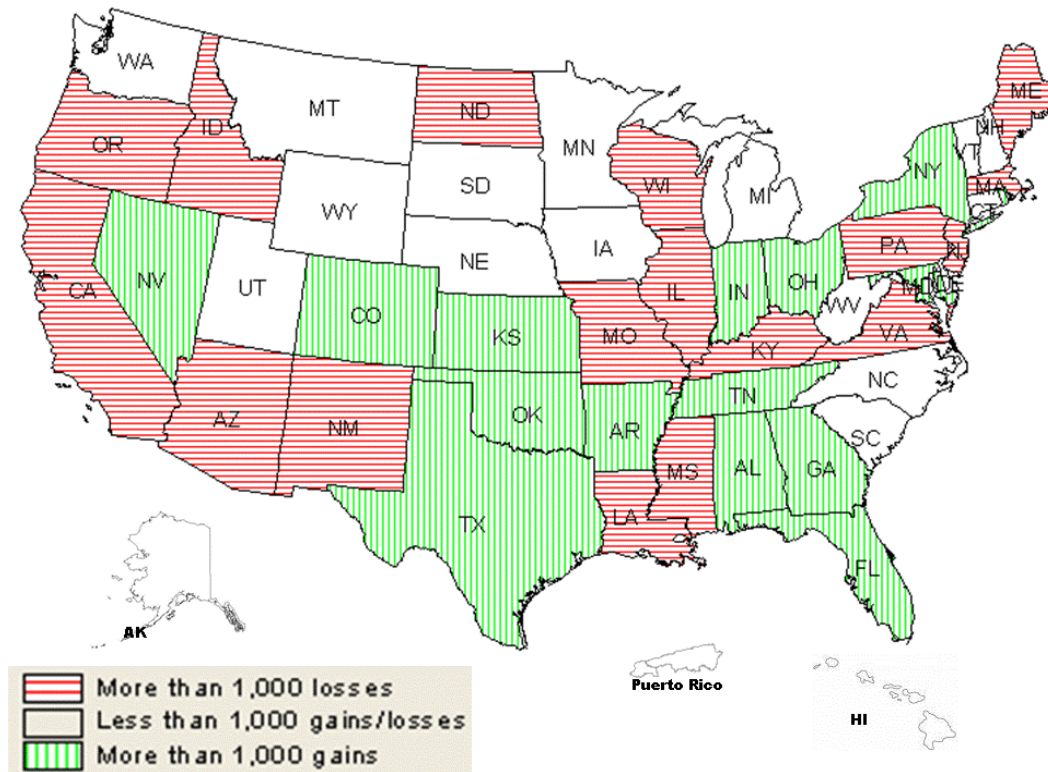 WA
MT
ND
MN
ME
NH
OR
ID
SD
WI
MI
NY
MA
CT
WY
IA
PA
NJ
NE
NV
UT
CO
KS
MO
IL
IN
OH
WV
MD
DE
VA
KY
CA
AZ
NM
OK
AR
TN
NC
SC
MS
AL
GA
TX
LA
FL
AK
Puerto Rico
HI
More than 1,000 losses
Less than 1,000 gains/losses
More than 1,000 gains